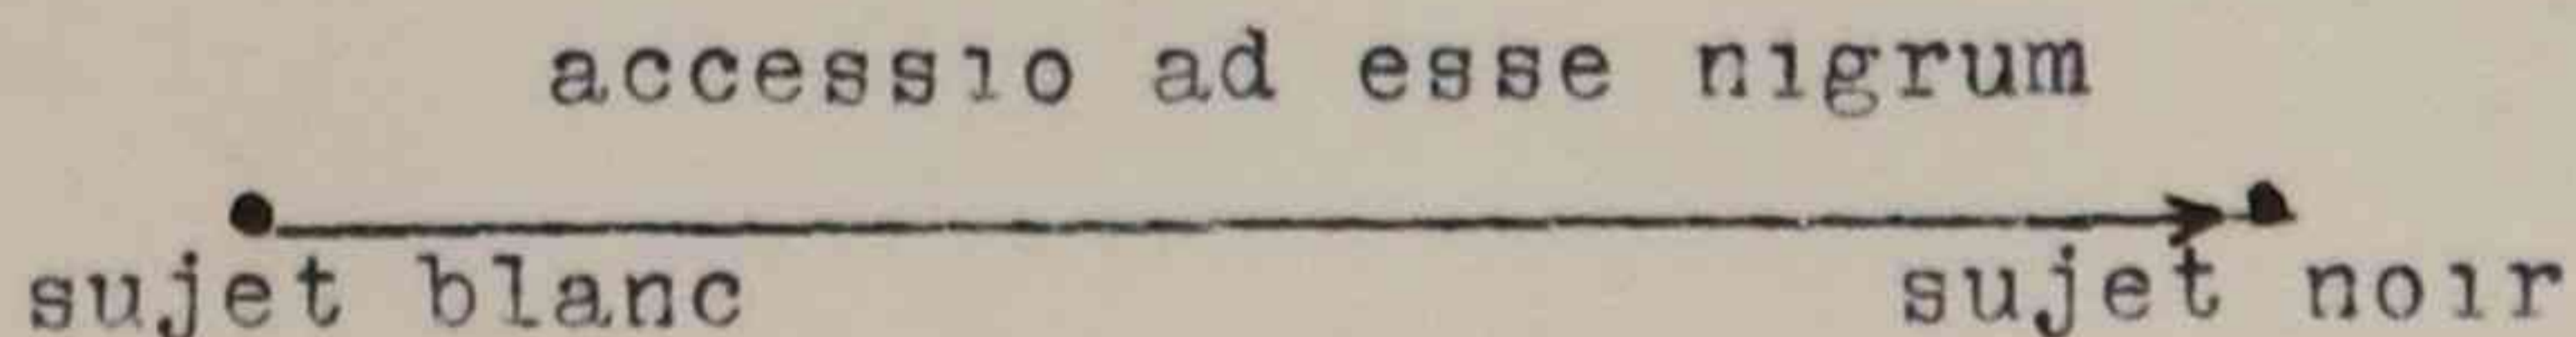 accessio ad esse nigrum
sujet blanc
sujet noir